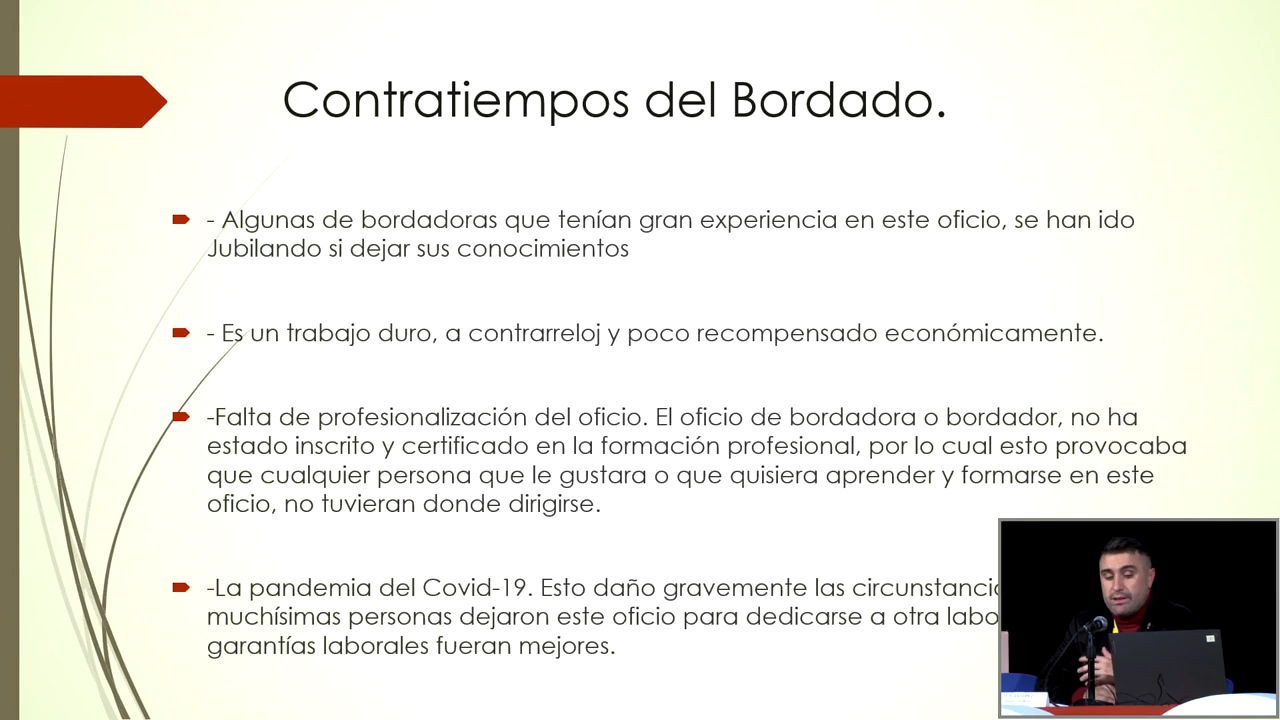 Contratiempos del Bordado.
- Algunas de bordadoras que tenían gran experiencia en este oficio, se han ido
Jubilando si dejar sus conocimientos
- Es un trabajo duro, a contrarreloj y poco recompensado económicamente.
-Falta de profesionalización del oficio. El oficio de bordadora o bordador, no ha
estado inscrito y certificado en la formación profesional, por lo cual esto provocaba
que cualquier persona que le gustara o que quisiera aprender y formarse en este
oficio, no tuvieran donde dirigirse.
-La pandemia del Covid-19. Esto daño gravemente las
muchísimas personas dejaron este oficio para dedicarse a otra
garantías laborales fueran mejores.